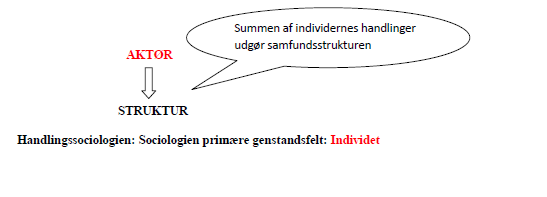 Summen af individernes handlinger
udgør samfundsstrukturen
AKTØR
STRUKTUR
Handlingssociologien: Sociologien primære genstandsfelt: Individet